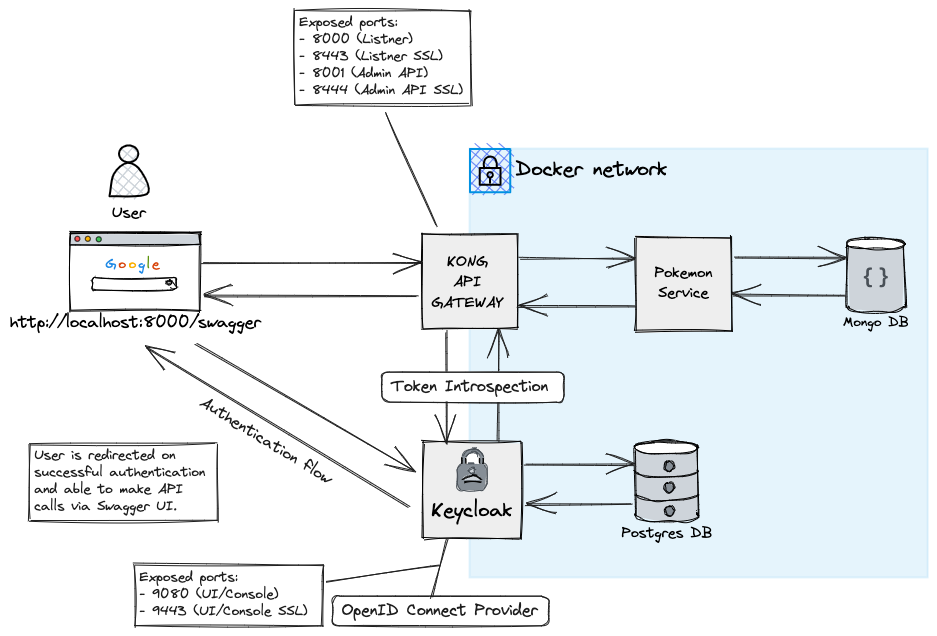 Exposed ports:
- 8000 (Listner)
- 8443 (Listner SSL)
- 8001 (Admin API)
- 8444 (Admin API SSL)
Docker network
User
Google
http://localhost:8000/swagger
KONG
API
GATEWAY
Pokemon
Service
{ }
Mongo DB
Token Introspection
Authentication flow
User is redirected on
successful authentication
and able to make API
calls via Swagger UI.
Keycloak
Postgres DB
Exposed ports:
- 9080 (UI/Console)
- 9443 (UI/Console SSL)
OpenID Connect Provider